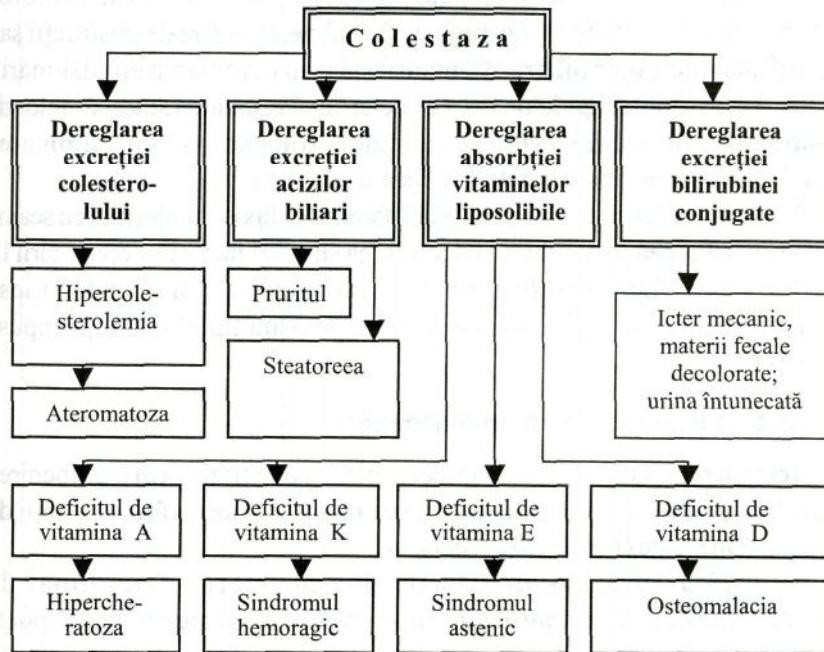 Colestaza
Dereglarea
excreției
colestero-
lului
Dereglarea
excreției
acizilor
biliari
Dereglarea
absorbției
vitaminelor
liposolibile
Dereglarea
excreției
bilirubinei
conjugate
Hipercole-
sterolemia
Ateromatoza
Pruritul
Steatoreea
Icter mecanic,
materii fecale
decolorate;
urina întunecată
Deficitul de
vitamina A
Deficitul de
vitamina K
Deficitul de
vitamina E
Deficitul de
vitamina D
Hiperche-
ratoza
Sindromul
hemoragic
Sindromul
astenic
Osteomalacia